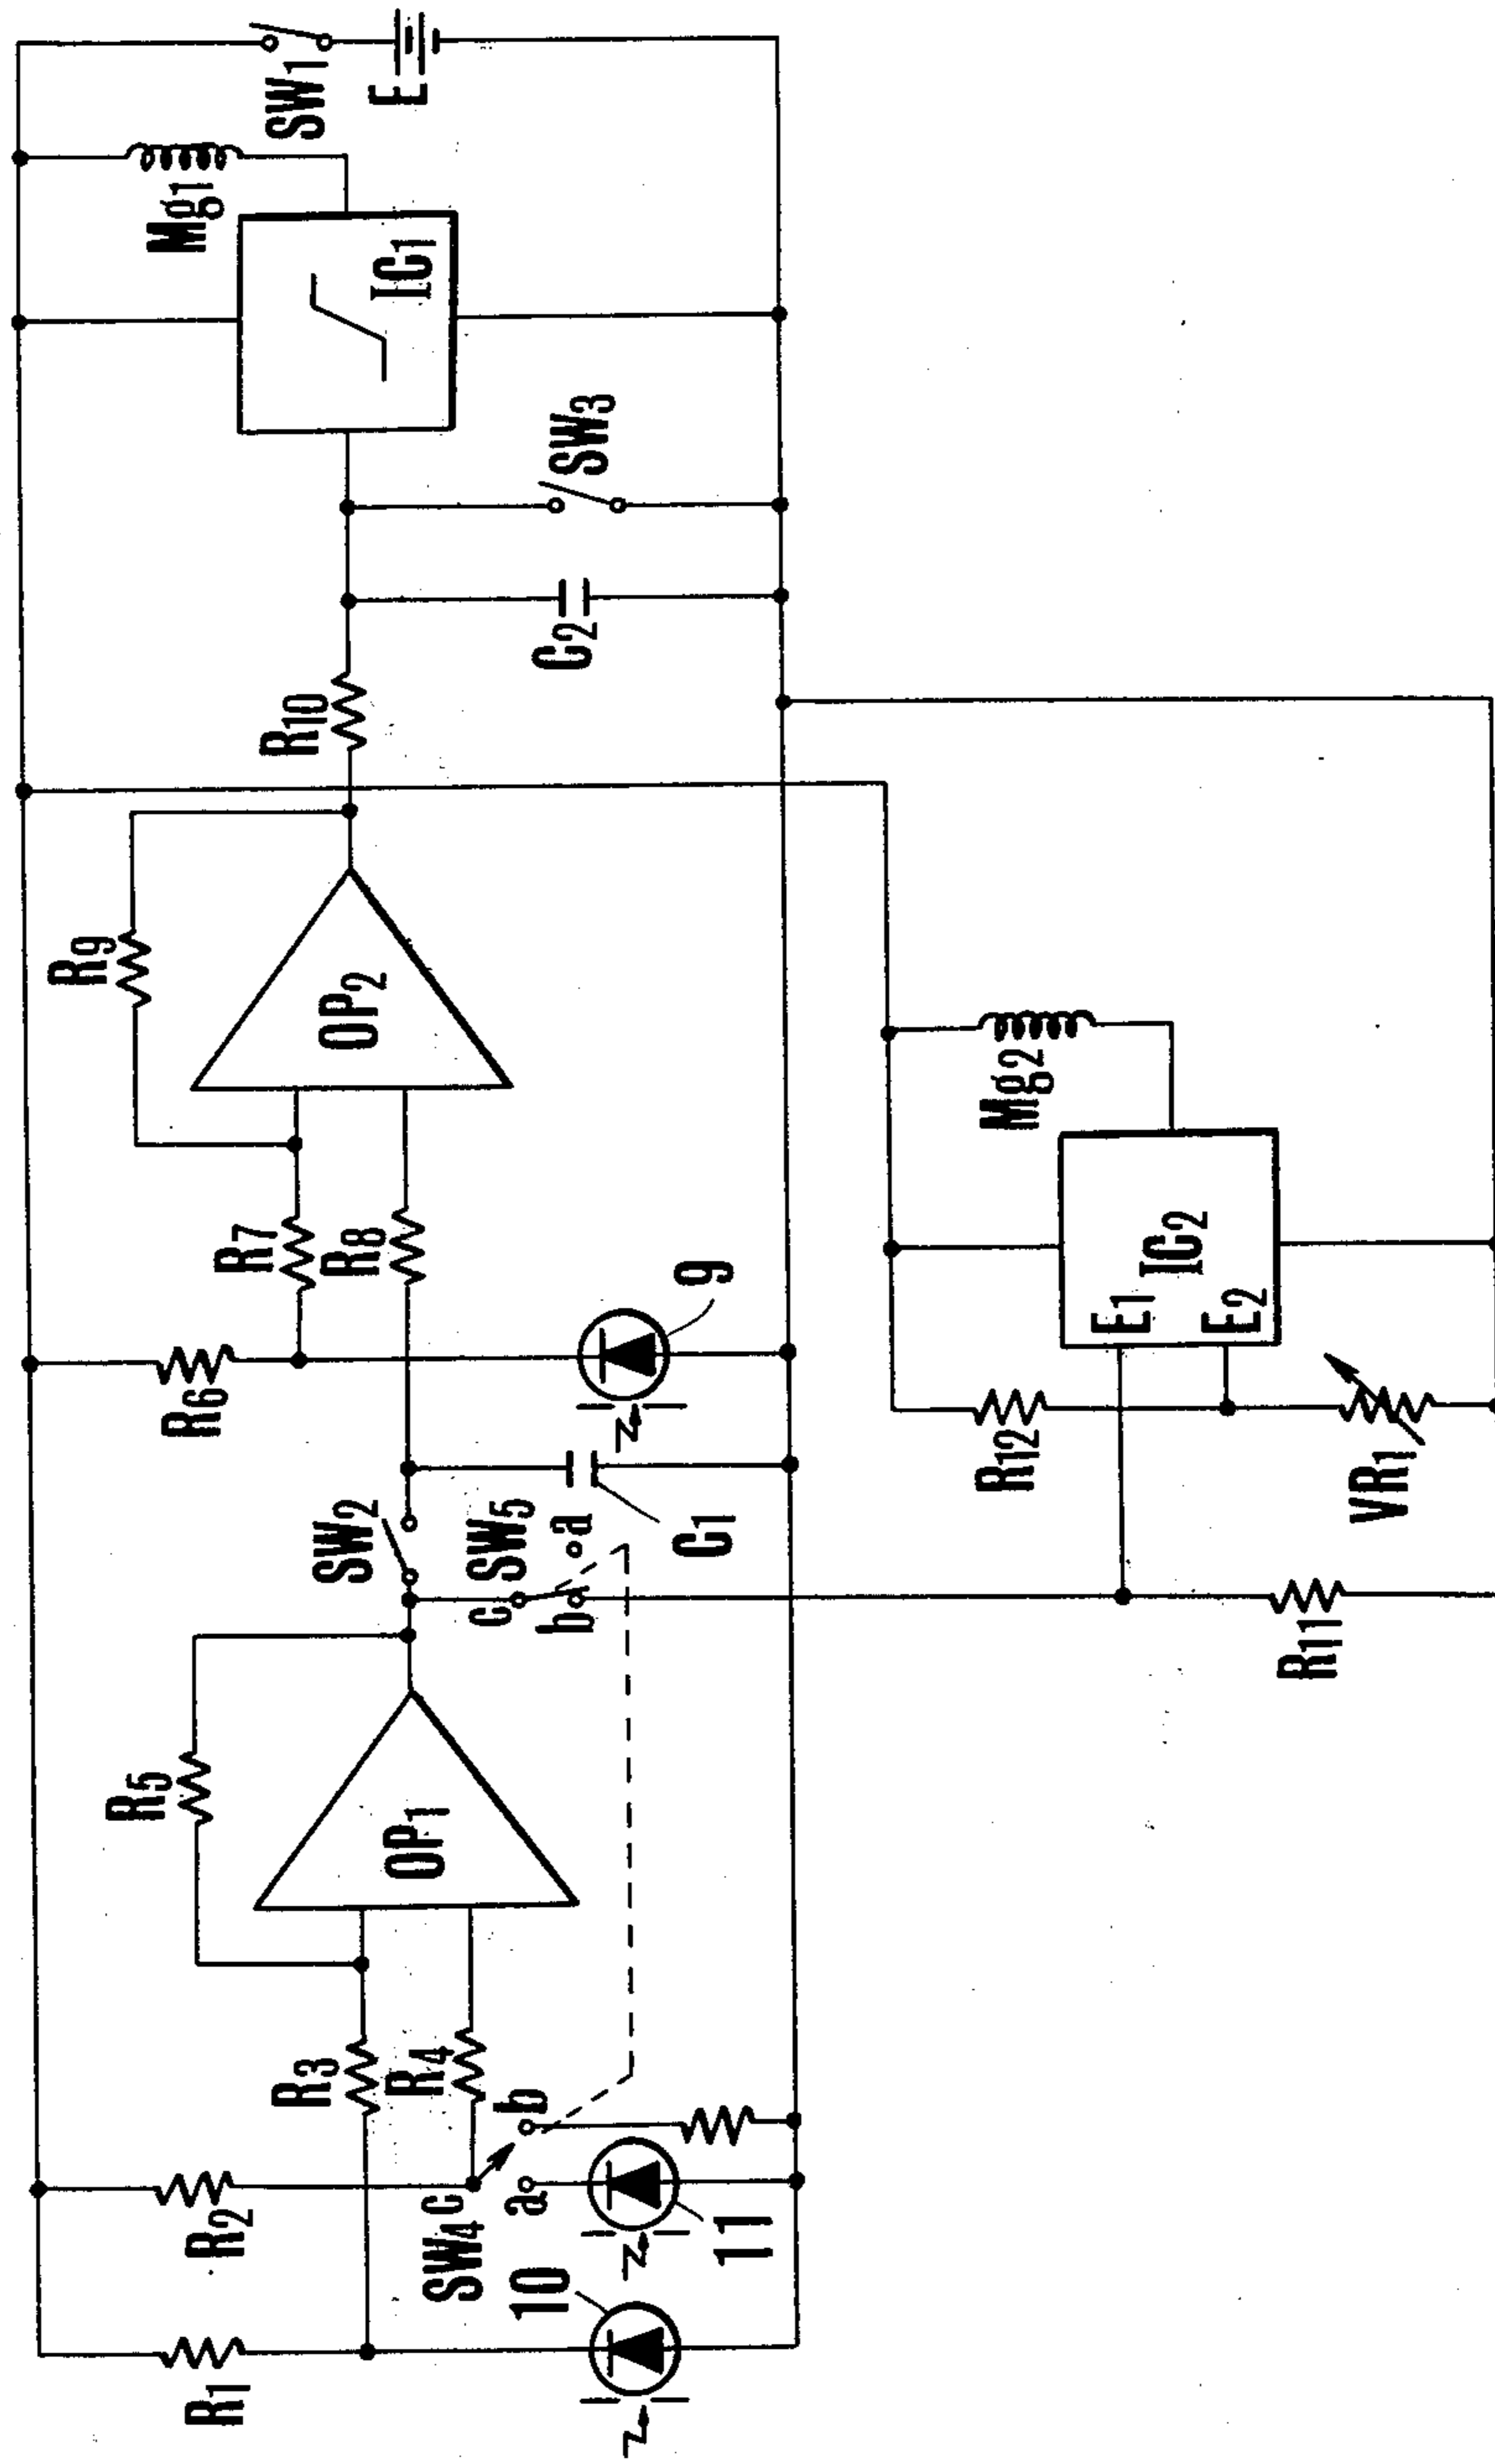 R1
R2
R3
R4
R5
R6
R7
R8
R9
R10
SW4
c
a
b
10
11
OP1
SW2
SW5
c
b
a
C1
9
OP2
C2
SW3
IC1
Mg1
SW1
E
R11
R12
VR1
E1
E2
IC2
Mg2